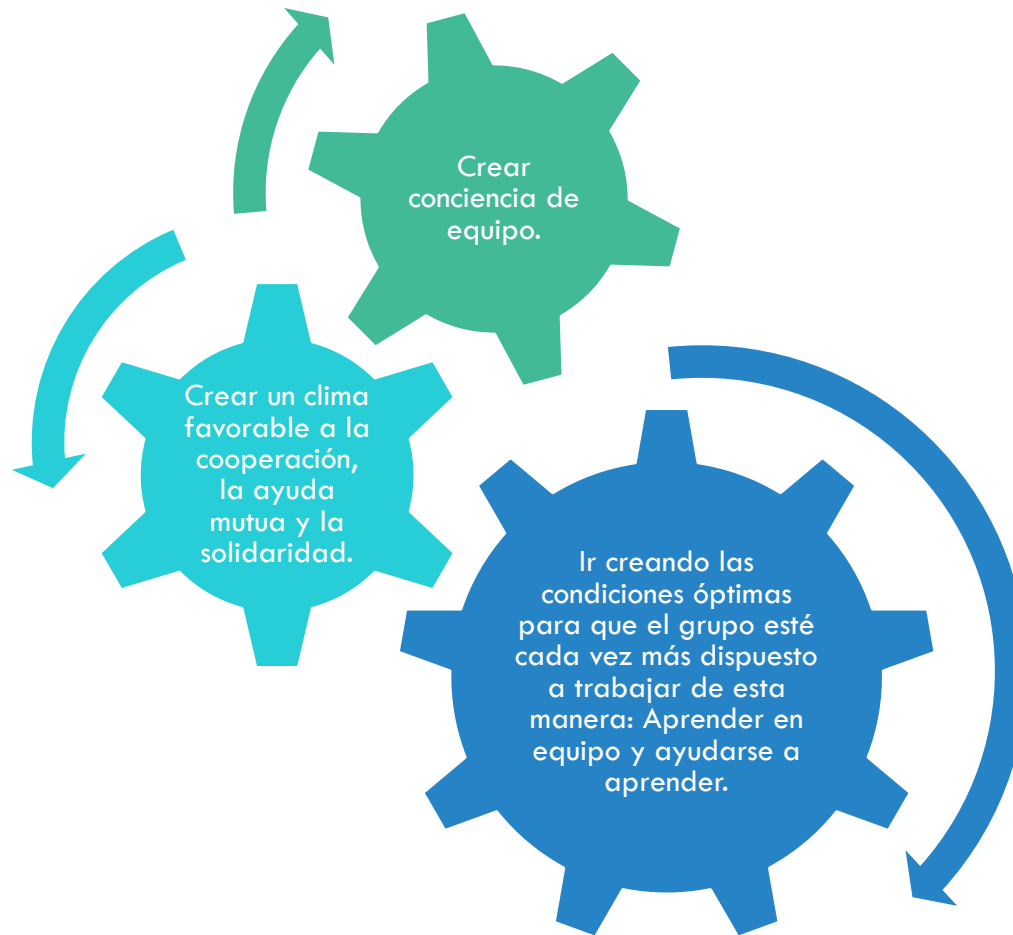 Crear
conciencia de
equipo.
Crear un clima
favorable a la
cooperación,
la ayuda
mutua y la
solidaridad.
Ir creando las
condiciones óptimas
para que el grupo esté
cada vez más dispuesto
a trabajar de esta
manera: Aprender en
equipo y ayudarse a
aprender.